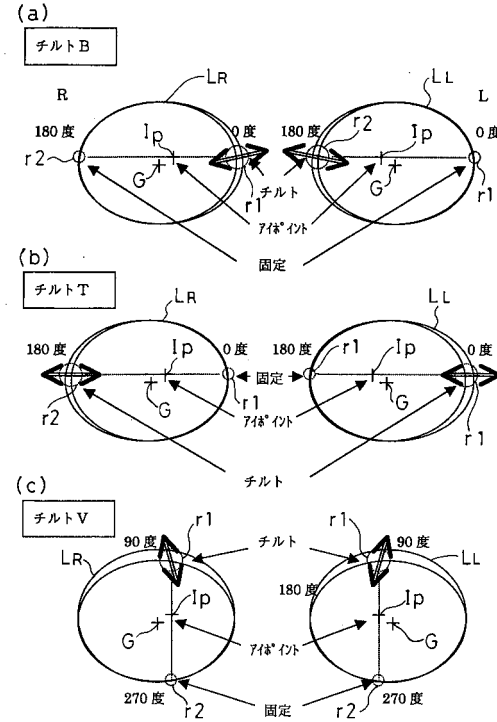 (a)
チルトB
R
LR
LL
L
180度
Ip
0度
180度
r2
Ip
r2
G
r1
チルト
G
r1
アイポイント
固定
(b)
チルトT
LR
LL
180度
Ip
0度
180度
r1
Ip
0度
固定
r2
G
r1
アイポイント
G
r1
チルト
(c)
チルトV
90度
r1
チルト
r1
90度
LR
LL
180度
Ip
Ip
G
G
アイポイント
r2
r2
270度
固定
270度